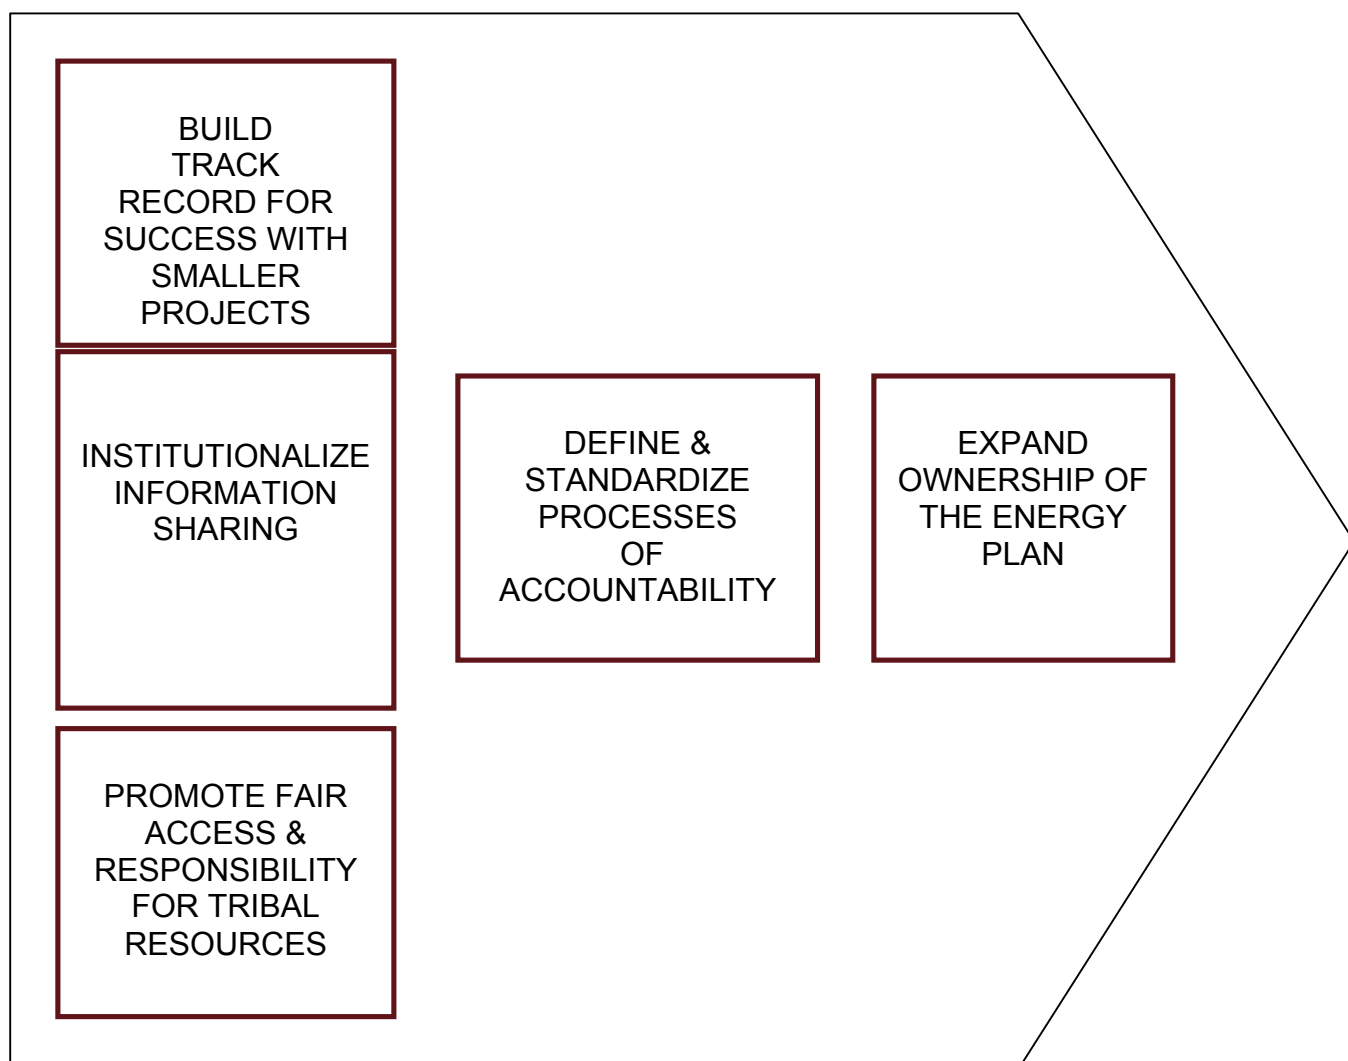 BUILD
TRACK
RECORD FOR
SUCCESS WITH
SMALLER
PROJECTS
INSTITUTIONALIZE
INFORMATION
SHARING
PROMOTE FAIR
ACCESS &
RESPONSIBILITY
FOR TRIBAL
RESOURCES
DEFINE &
STANDARDIZE
PROCESSES
OF
ACCOUNTABILITY
EXPAND
OWNERSHIP OF
THE ENERGY
PLAN